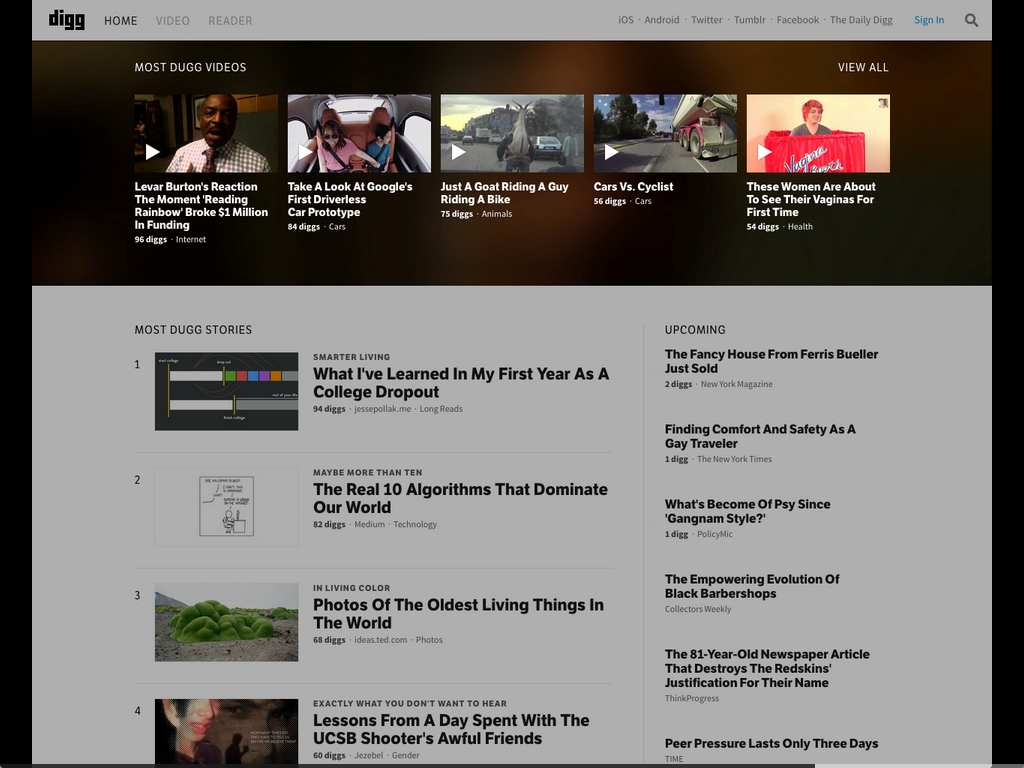 digg HOME VIDEO READER iOS · Android · Twitter · Tumblr · Facebook · The Daily Digg Sign In
MOST DUGG VIDEOS VIEW ALL
Levar Burton's Reaction
The Moment 'Reading
Rainbow' Broke $1 Million
In Funding
96 diggs · Internet
Take A Look At Google's
First Driverless
Car Prototype
84 diggs · Cars
Just A Goat Riding A Guy
Riding A Bike
75 diggs · Animals
Cars Vs. Cyclist
56 diggs · Cars
These Women Are About
To See Their Vaginas For
First Time
54 diggs · Health
MOST DUGG STORIES
1
start college
drop out
rest of your life
finish college
SMARTER LIVING
What I've Learned In My First Year As A
College Dropout
94 diggs · jessepollak.me · Long Reads
2
MAYBE MORE THAN TEN
The Real 10 Algorithms That Dominate
Our World
82 diggs · Medium · Technology
3
IN LIVING COLOR
Photos Of The Oldest Living Things In
The World
68 diggs · ideas.ted.com · Photos
4
EXACTLY WHAT YOU DON'T WANT TO HEAR
Lessons From A Day Spent With The
UCSB Shooter's Awful Friends
60 diggs · Jezebel · Gender
UPCOMING
The Fancy House From Ferris Bueller
Just Sold
2 diggs · New York Magazine
Finding Comfort And Safety As A
Gay Traveler
1 digg · The New York Times
What's Become Of Psy Since
'Gangnam Style?'
1 digg · PolicyMic
The Empowering Evolution Of
Black Barbershops
Collectors Weekly
The 81-Year-Old Newspaper Article
That Destroys The Redskins'
Justification For Their Name
ThinkProgress
Peer Pressure Lasts Only Three Days
TIME